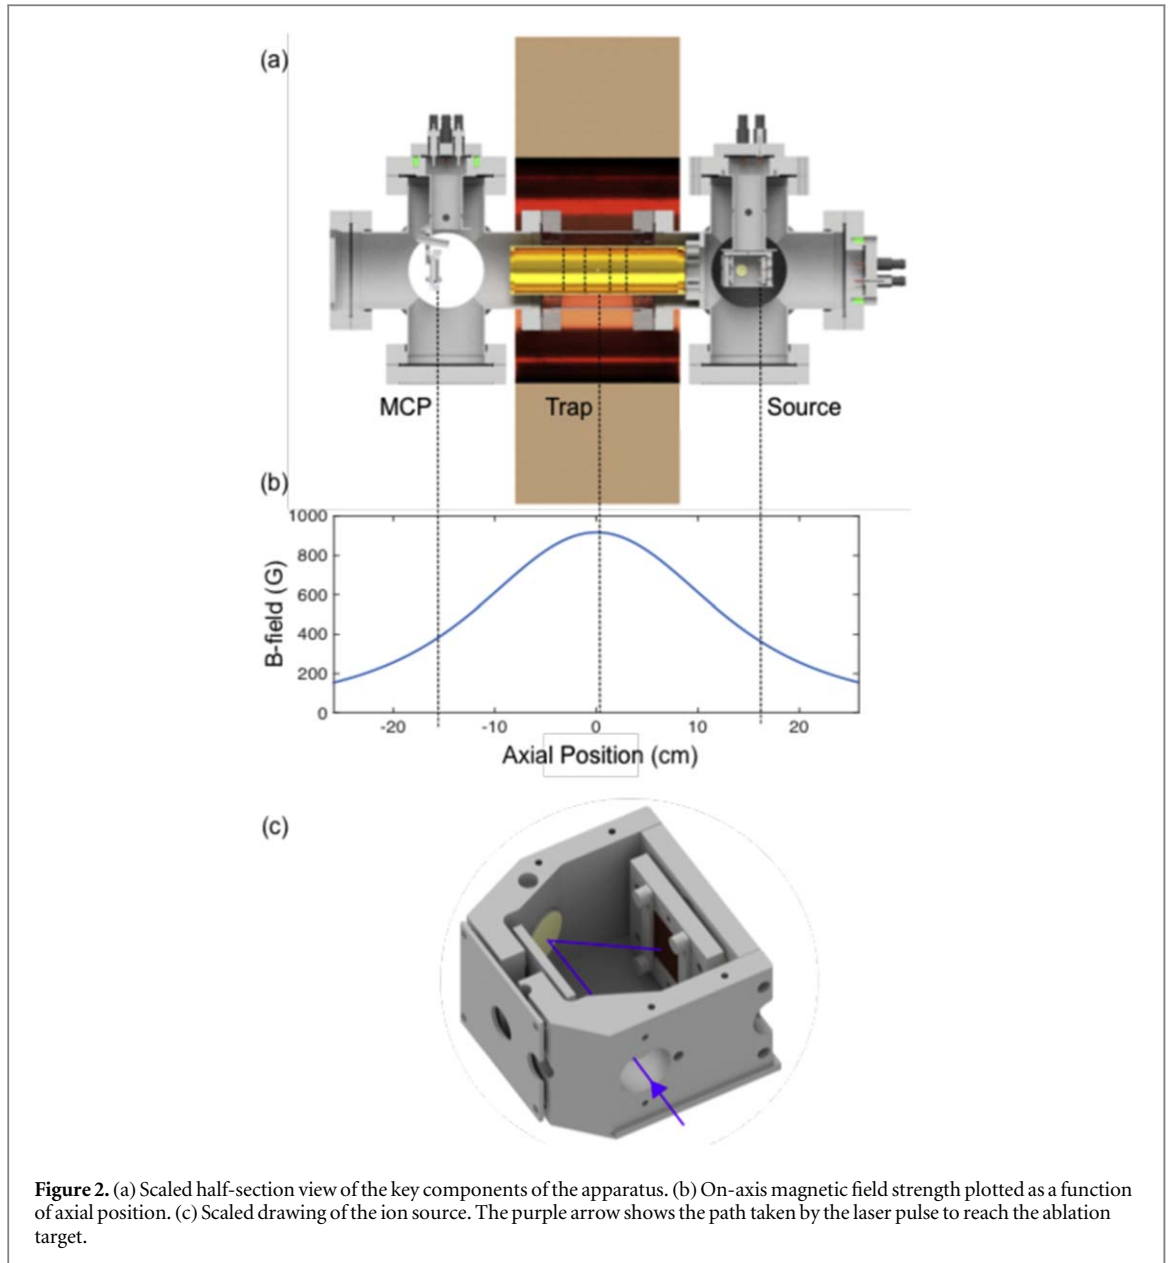 (a)
MCP
Trap
Source
(b)
1000
800
600
400
200
0
B-field (G)
-20
-10
0
10
20
Axial Position (cm)
(c)
Figure 2. (a) Scaled half-section view of the key components of the apparatus. (b) On-axis magnetic field strength plotted as a function
of axial position. (c) Scaled drawing of the ion source. The purple arrow shows the path taken by the laser pulse to reach the ablation
target.